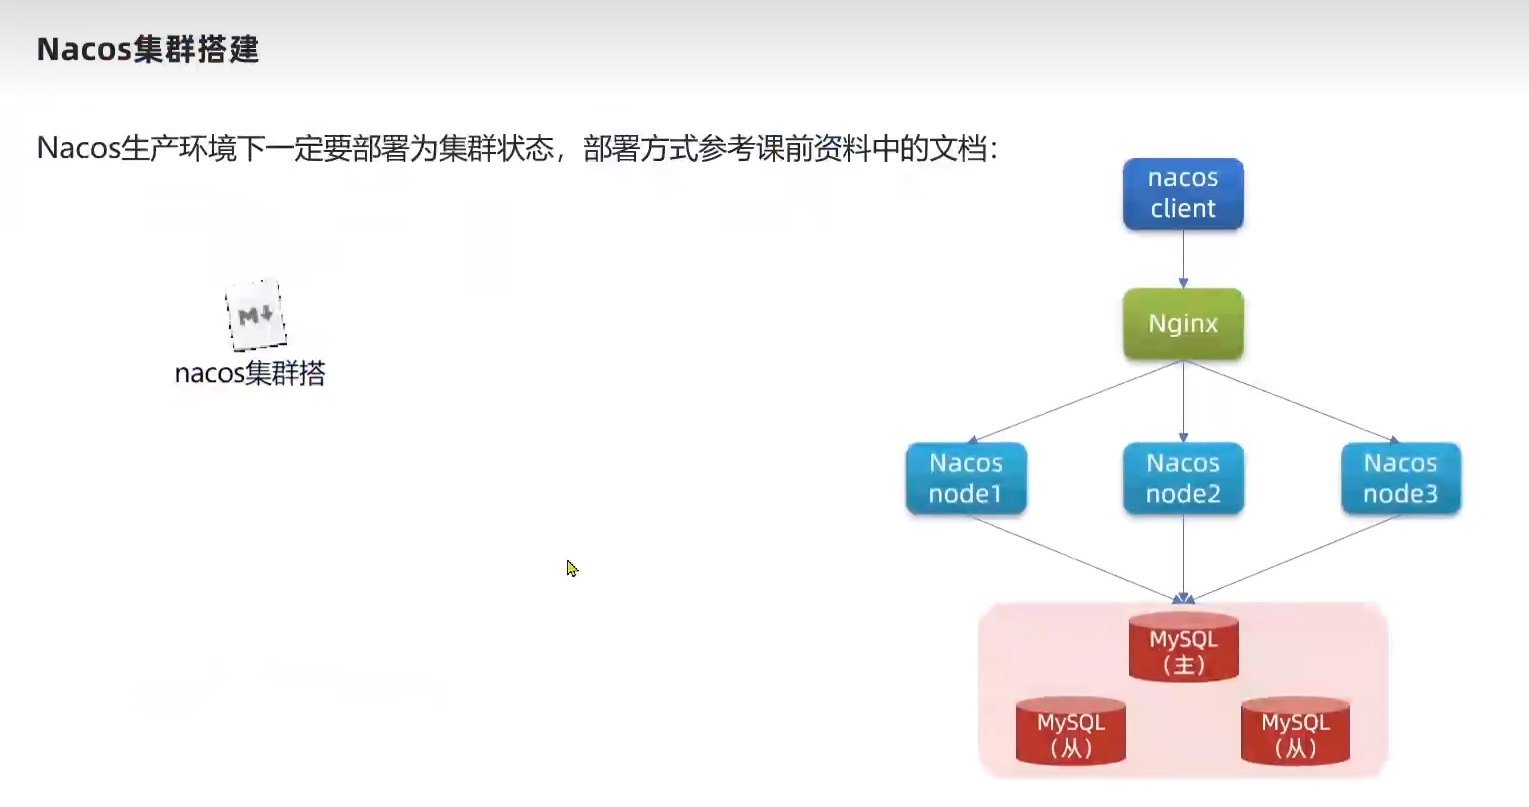 Nacos集群搭建
Nacos生产环境下一定要部署为集群状态，部署方式参考课前资料中的文档：
M↓
nacos集群搭
nacos
client
Nginx
Nacos
node1
Nacos
node2
Nacos
node3
MySQL
（主）
MySQL
（从）
MySQL
（从）